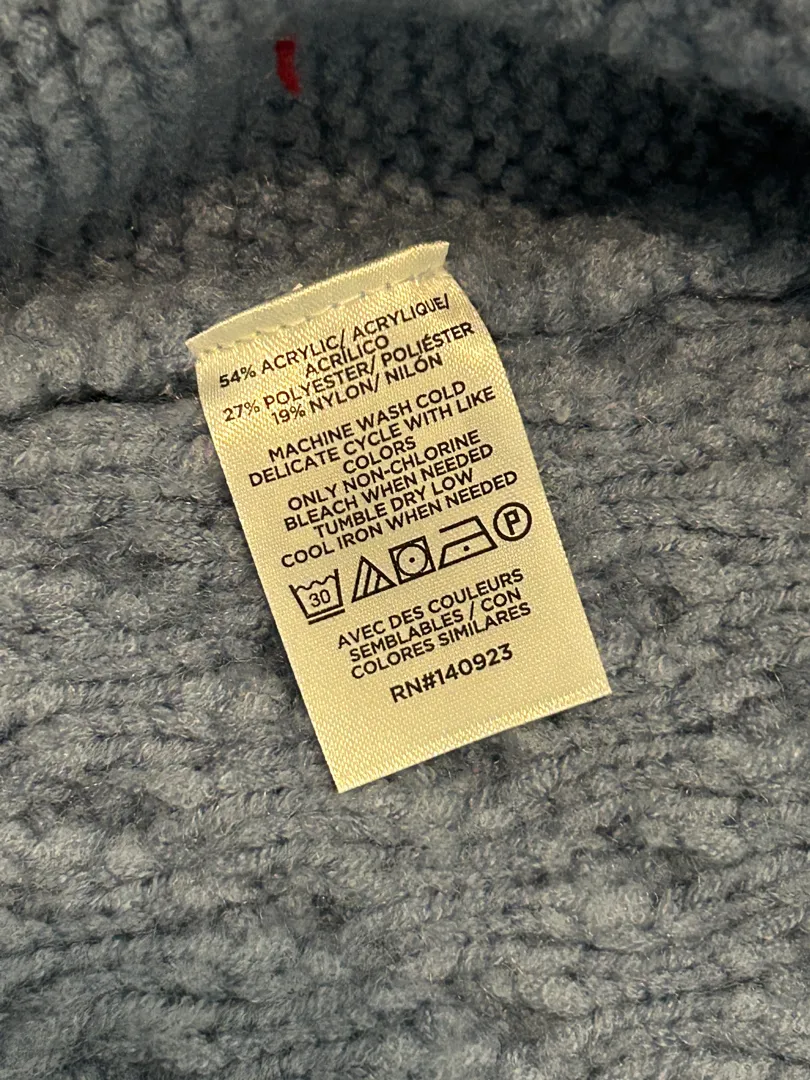 54% ACRYLIC/ ACRYLIQUE/
ACRÍLICO
27% POLYESTER/ POLIÉSTER
19% NYLON/ NILÓN
MACHINE WASH COLD
DELICATE CYCLE WITH LIKE
COLORS
ONLY NON-CHLORINE
BLEACH WHEN NEEDED
TUMBLE DRY LOW
COOL IRON WHEN NEEDED
30 P
AVEC DES COULEURS
SEMBLABLES / CON
COLORES SIMILARES
RN#140923